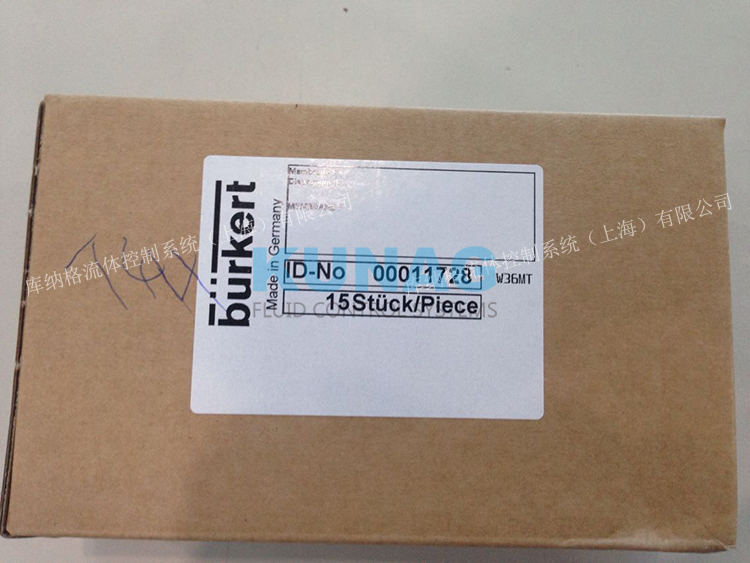 bürkert
Made in Germany
ID-No 00011728
W36MT
15Stück/Piece
KUNAG
FLUID CONTROL SYSTEMS
库纳格流体控制系统（上海）有限公司
库纳格流体控制系统（上海）有限公司